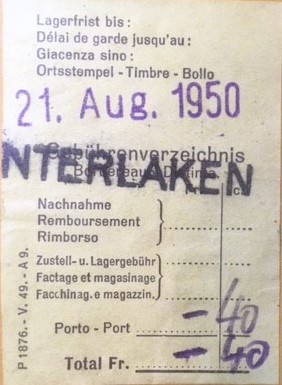 Lagerfrist bis:
Délai de garde jusqu'au:
Giacenza sino:
Ortsstempel - Timbre - Bollo
21. Aug. 1950
Gebührenverzeichnis
NTERLAKEN
Nachnahme
Remboursement
Rimborso
Zustell- u. Lagergebühr
Factage et magasinage
Facchinag. e magazzin.
Porto - Port - 40
Total Fr. - 40
P 1876. - V. 49. - A 9.